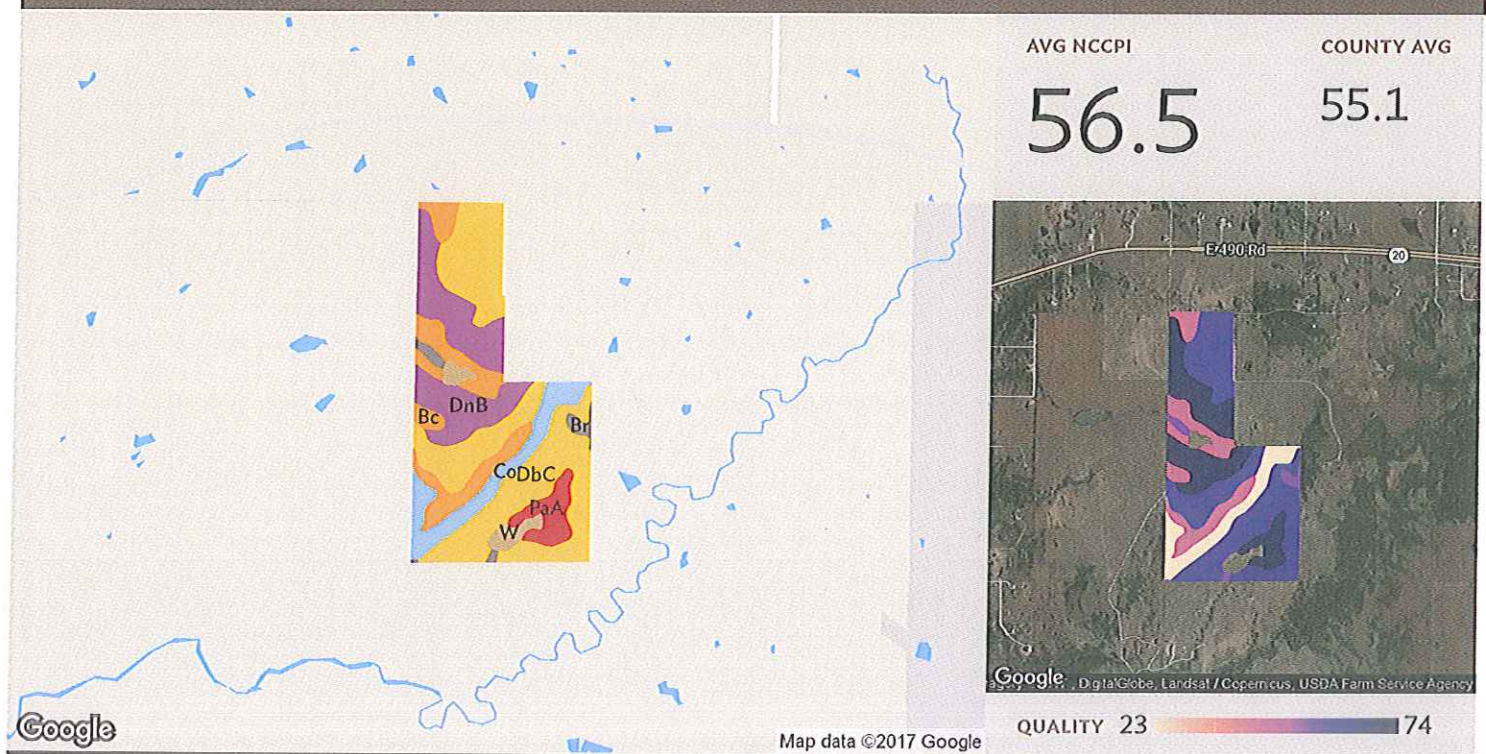 AVG NCCPI
56.5
COUNTY AVG
55.1
DnB
Bc
Br
CoDbC
PaA
W
Google
Map data ©2017 Google
E 490 Rd
20
Google
, DigitalGlobe, Landsat / Copernicus, USDA Farm Service Agency
QUALITY 23 74